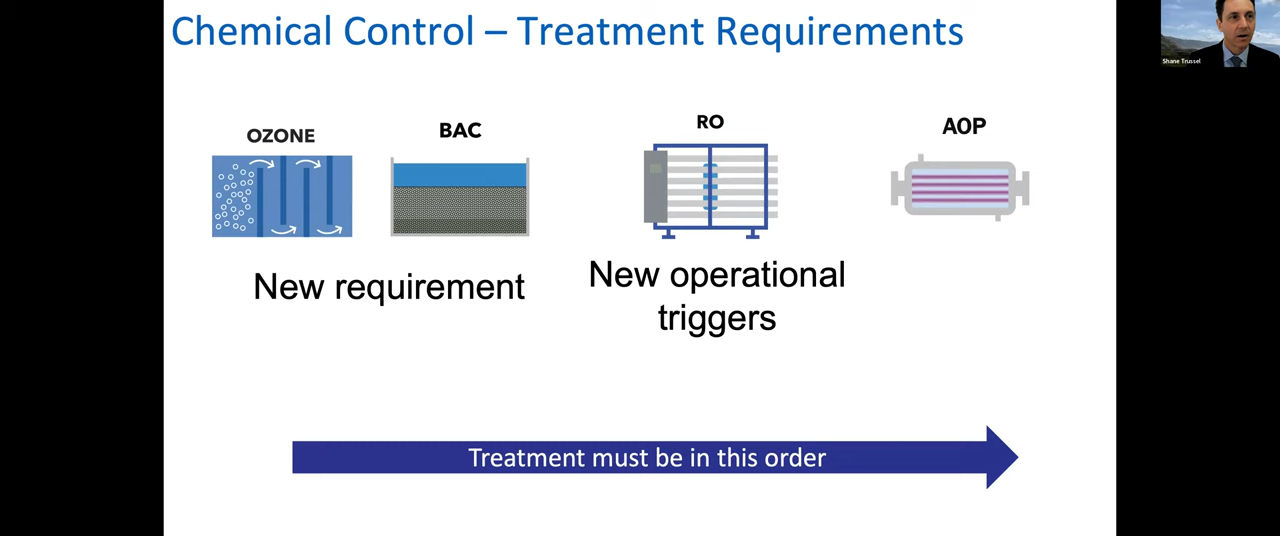 Chemical Control – Treatment Requirements
Shane Trussel
OZONE
BAC
RO
AOP
New requirement
New operational
triggers
Treatment must be in this order